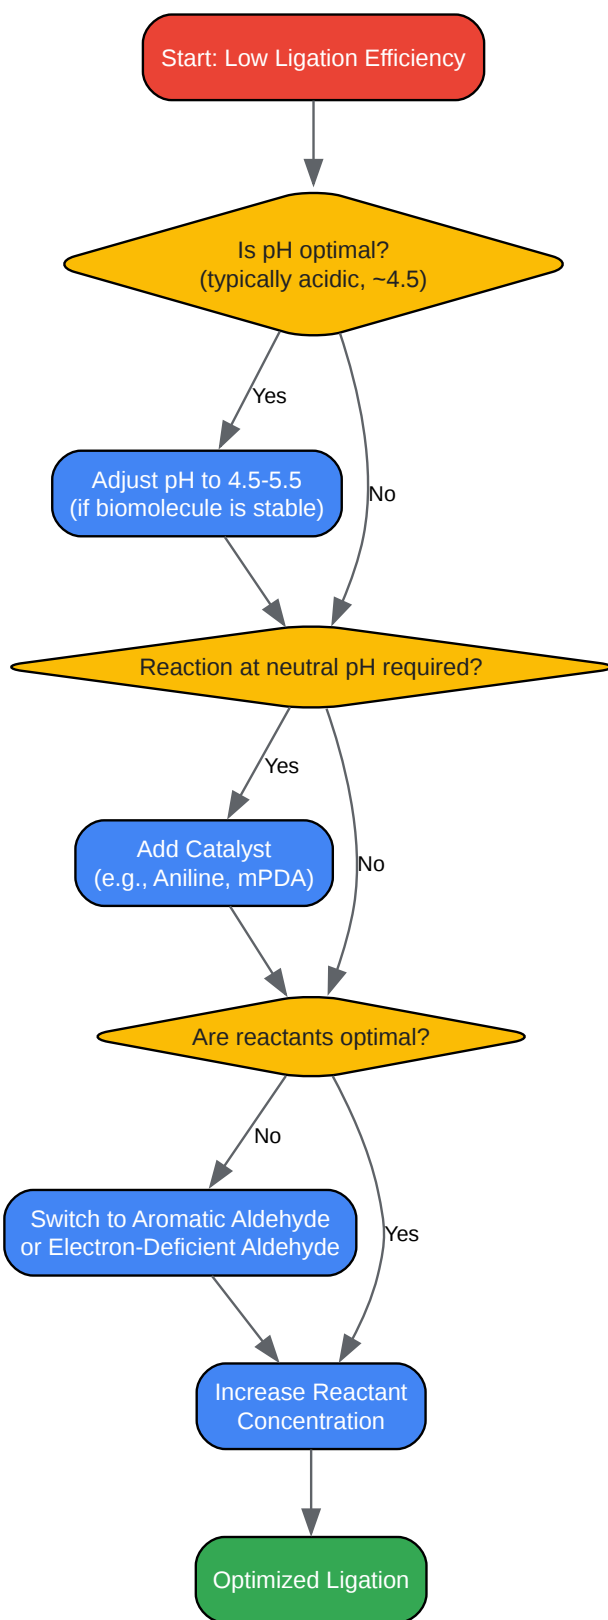 Start: Low Ligation Efficiency
Is pH optimal?
(typically acidic, ~4.5)
Yes
Adjust pH to 4.5-5.5
(if biomolecule is stable)
No
Reaction at neutral pH required?
Yes
Add Catalyst
(e.g., Aniline, mPDA)
No
Are reactants optimal?
No
Switch to Aromatic Aldehyde
or Electron-Deficient Aldehyde
Yes
Increase Reactant
Concentration
Optimized Ligation